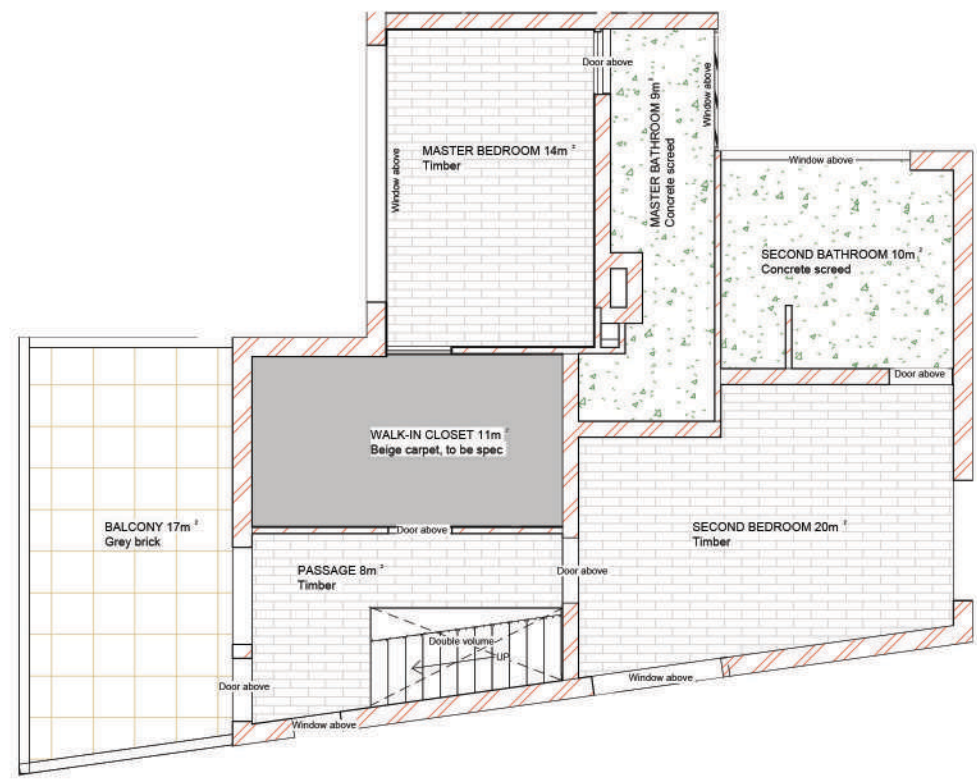 Door above
Window above
MASTER BEDROOM 14m²
Timber
Window above
MASTER BATHROOM 9m²
Concrete screed
Window above
SECOND BATHROOM 10m²
Concrete screed
Door above
WALK-IN CLOSET 11m²
Beige carpet, to be spec
BALCONY 17m²
Grey brick
Door above
SECOND BEDROOM 20m²
Timber
PASSAGE 8m²
Timber
Door above
Double volume
UP
Door above
Window above
Window above